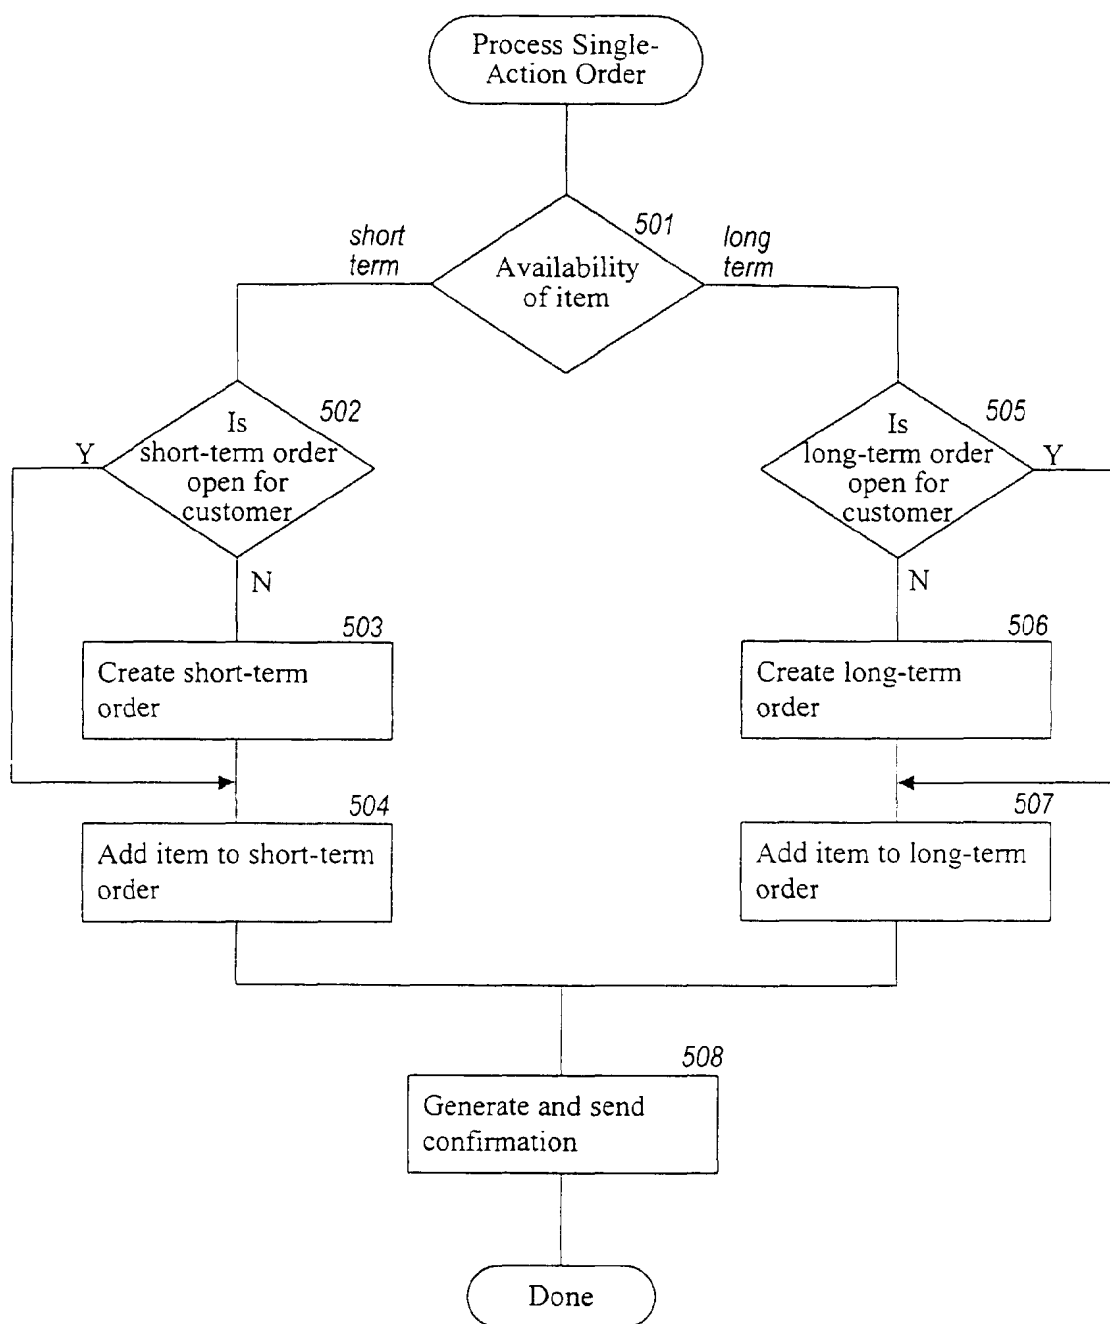 Process Single-
Action Order
501
short
term
long
term
Availability
of item
502
Is
short-term order
open for
customer
Y
N
505
Is
long-term order
open for
customer
Y
N
503
Create short-term
order
506
Create long-term
order
504
Add item to short-term
order
507
Add item to long-term
order
508
Generate and send
confirmation
Done